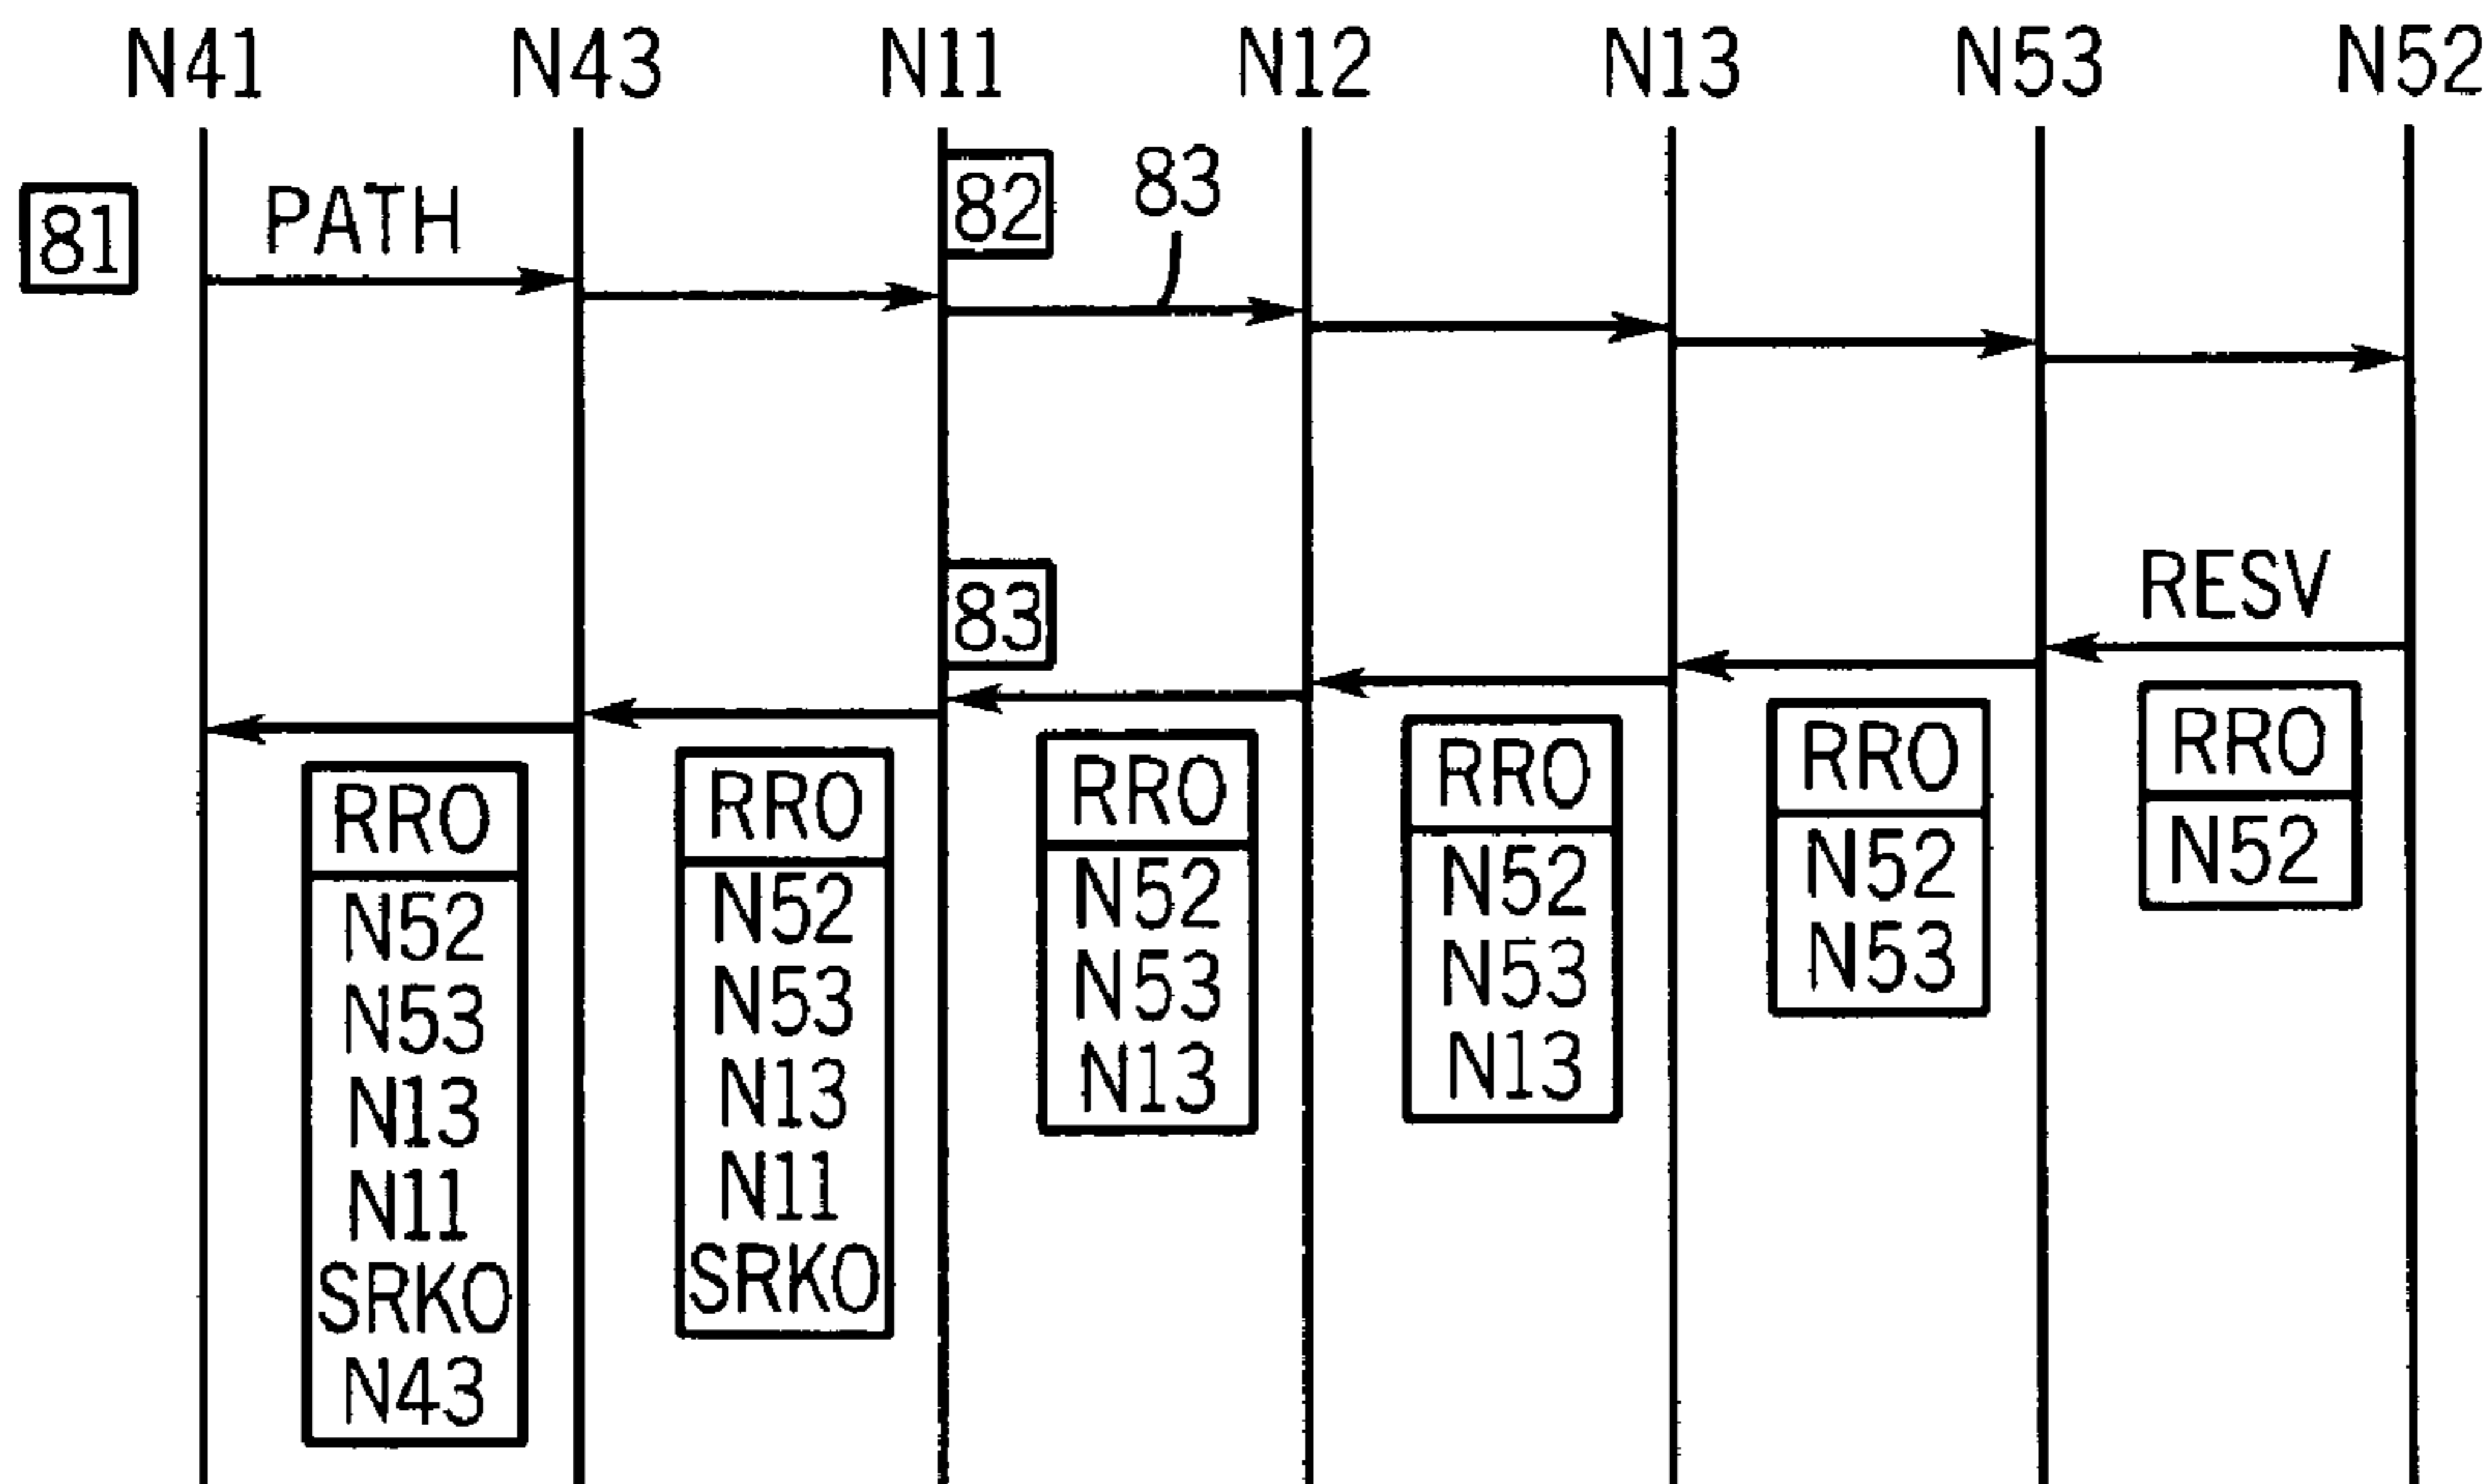 N41 N43 N11 N12 N13 N53 N52
81 PATH 82 83
83 RESV
RRO
N52
N53
N13
N11
SRKO
N43
RRO
N52
N53
N13
N11
SRKO
RRO
N52
N53
N13
RRO
N52
N53
N13
RRO
N52
N53
RRO
N52